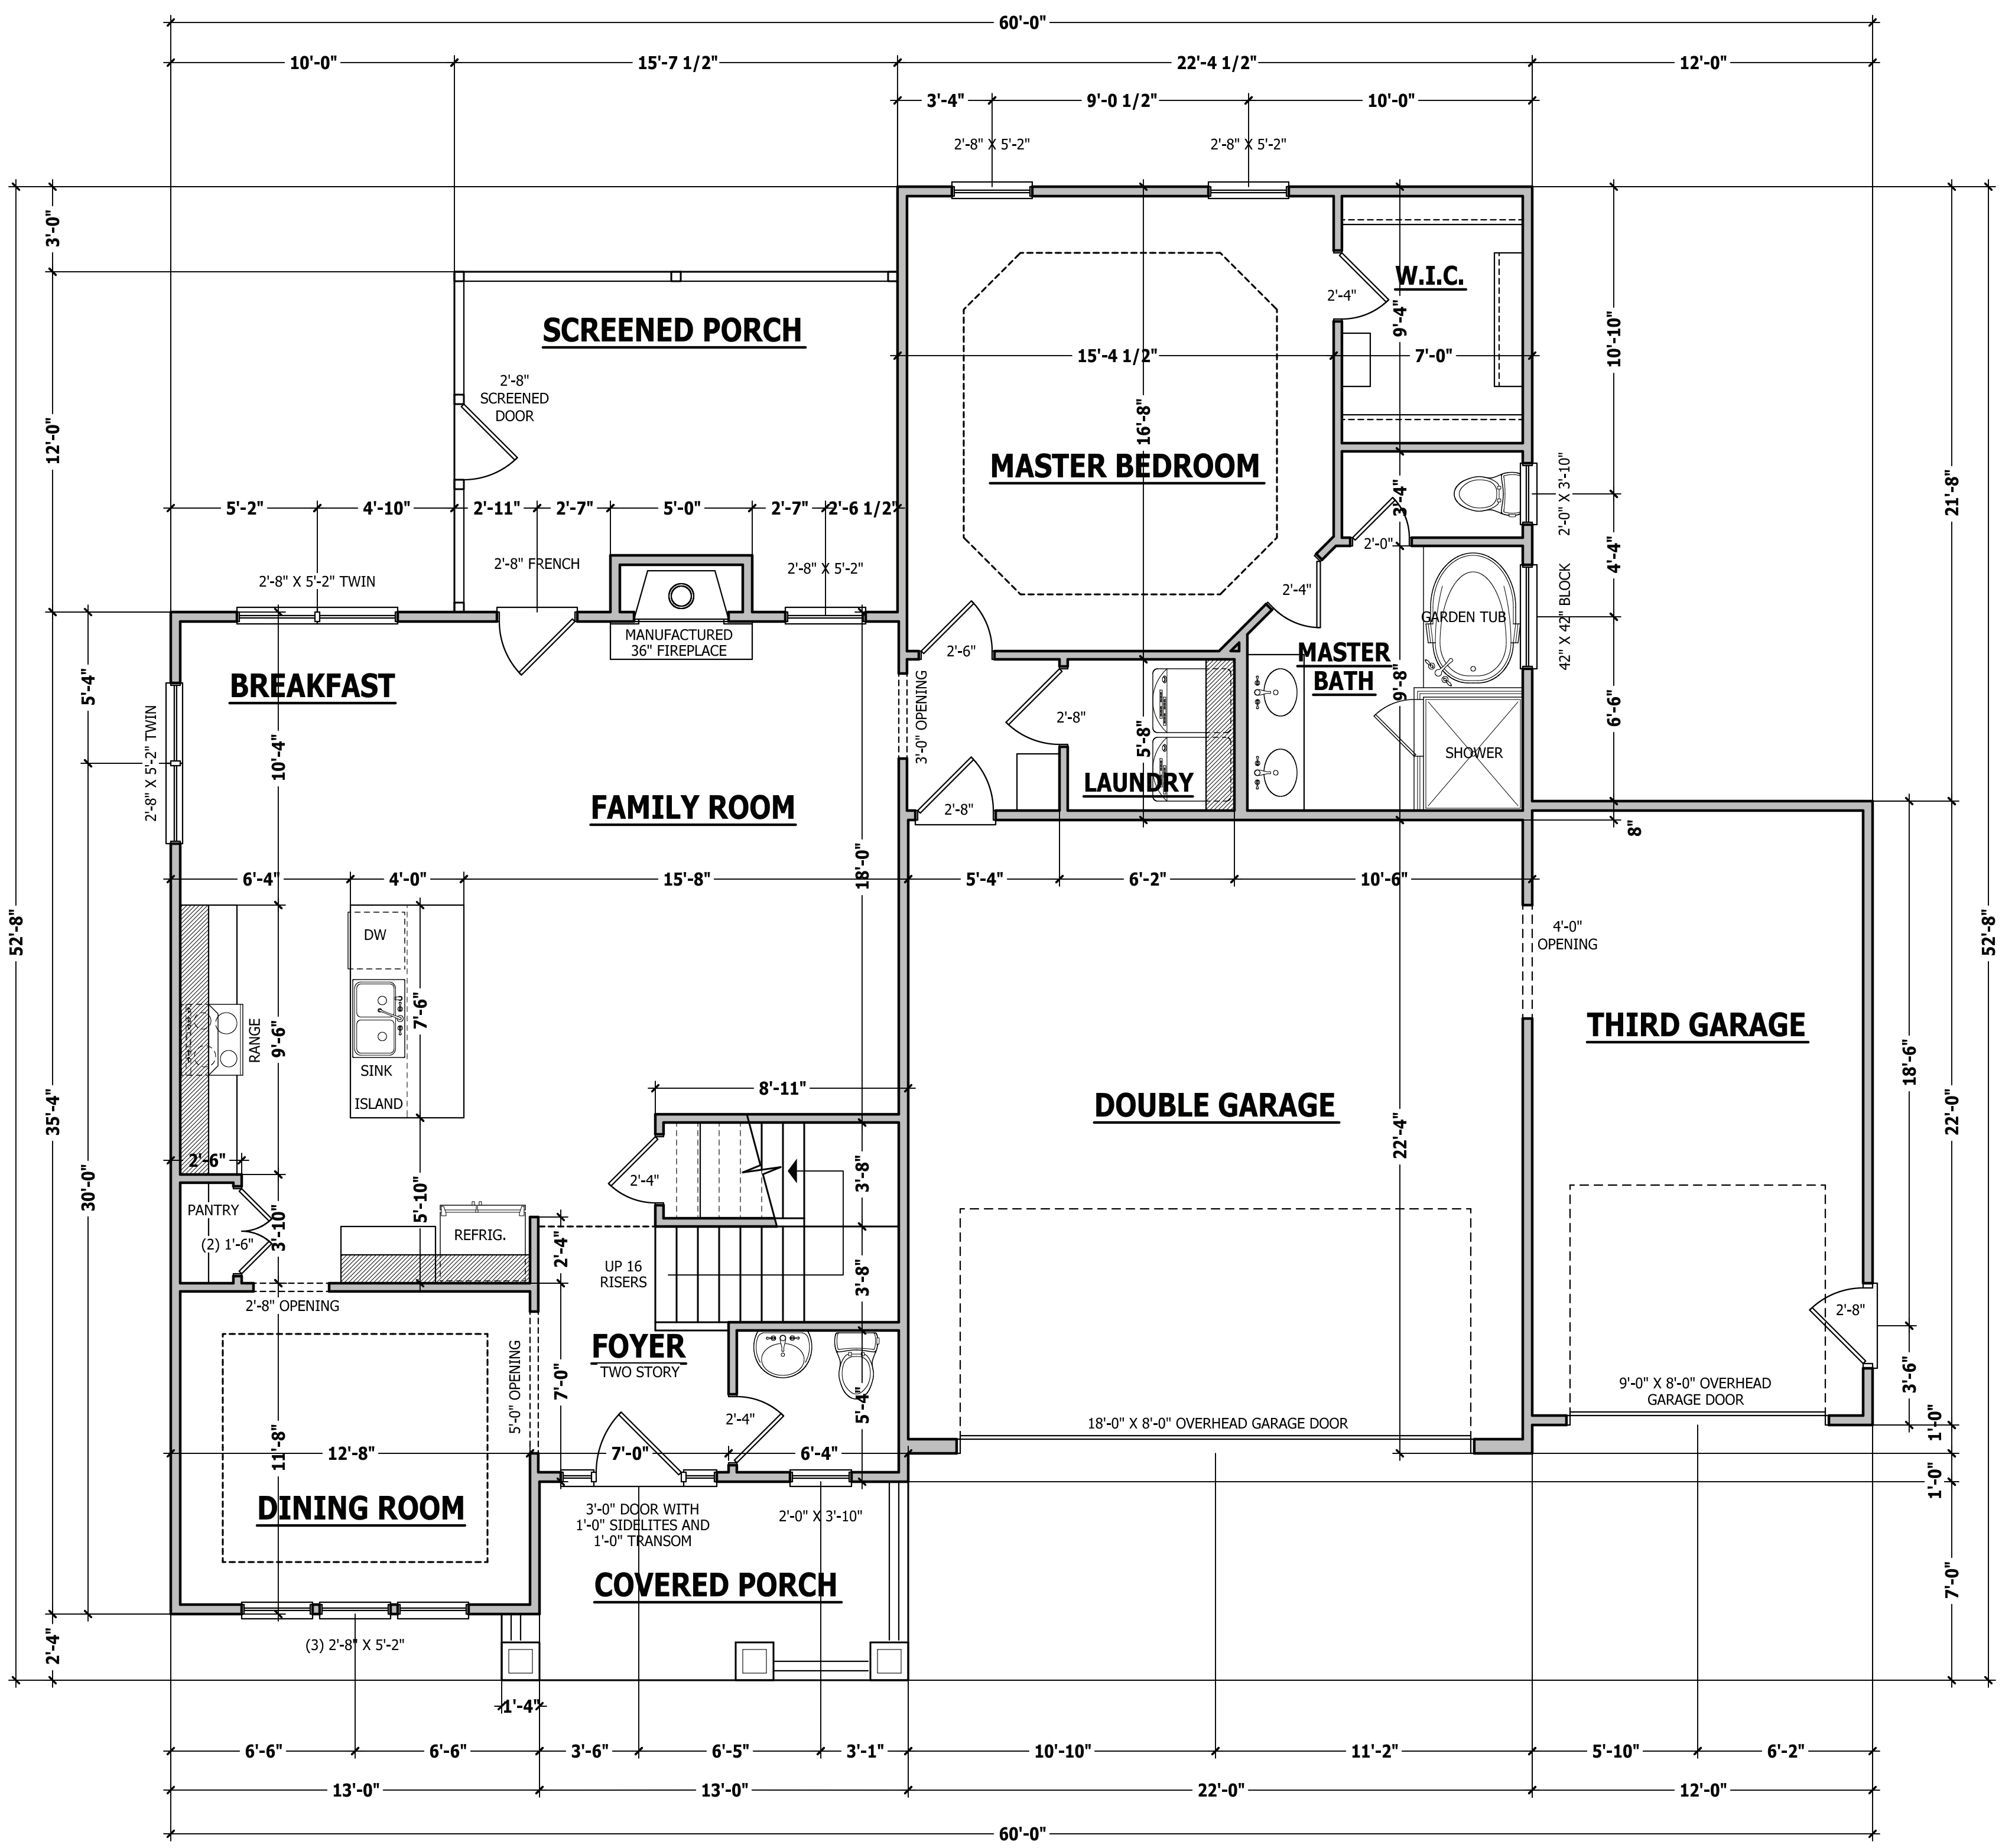 60'-0"
10'-0" 15'-7 1/2" 22'-4 1/2" 12'-0"
3'-4" 9'-0 1/2" 10'-0"
2'-8" X 5'-2" 2'-8" X 5'-2"
3'-0"
W.I.C.
2'-4"
9'-4"
10'-10"
SCREENED PORCH
15'-4 1/2" 7'-0"
2'-8"
SCREENED
DOOR
12'-0"
16'-8"
MASTER BEDROOM
2'-0" X 3'-10"
21'-8"
3'-4"
5'-2" 4'-10" 2'-11" 2'-7" 5'-0" 2'-7" 2'-6 1/2"
2'-0"
4'-4"
2'-8" FRENCH
2'-8" X 5'-2"
2'-8" X 5'-2" TWIN
2'-4"
42" X 42" BLOCK
GARDEN TUB
MANUFACTURED
36" FIREPLACE
2'-6"
MASTER
BATH
9'-8"
BREAKFAST
5'-4"
3'-0" OPENING
2'-8"
6'-6"
10'-4"
2'-8" X 5'-2" TWIN
5'-8"
SHOWER
LAUNDRY
FAMILY ROOM
2'-8"
8"
18'-0"
6'-4" 4'-0" 15'-8" 5'-4" 6'-2" 10'-6"
52'-8"
52'-8"
DW
4'-0"
OPENING
7'-6"
RANGE
9'-6"
SINK
ISLAND
THIRD GARAGE
18'-6"
35'-4"
8'-11"
DOUBLE GARAGE
22'-4"
22'-0"
2'-6"
30'-0"
2'-4"
3'-8"
5'-10"
PANTRY
(2) 1'-6"
3'-10"
REFRIG.
2'-4"
UP 16
RISERS
3'-8"
2'-8" OPENING
2'-8"
FOYER
TWO STORY
5'-0" OPENING
7'-0"
3'-6"
9'-0" X 8'-0" OVERHEAD
GARAGE DOOR
5'-4"
2'-4"
18'-0" X 8'-0" OVERHEAD GARAGE DOOR
1'-0"
11'-8"
12'-8" 7'-0" 6'-4"
1'-0"
DINING ROOM
3'-0" DOOR WITH
1'-0" SIDELITES AND
1'-0" TRANSOM
2'-0" X 3'-10"
COVERED PORCH
7'-0"
(3) 2'-8" X 5'-2"
2'-4"
1'-4"
6'-6" 6'-6" 3'-6" 6'-5" 3'-1" 10'-10" 11'-2" 5'-10" 6'-2"
13'-0" 13'-0" 22'-0" 12'-0"
60'-0"